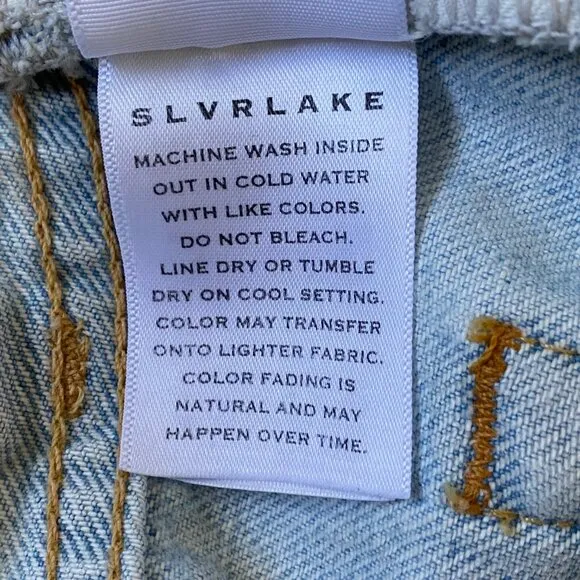 SLVRLAKE
MACHINE WASH INSIDE
OUT IN COLD WATER
WITH LIKE COLORS.
DO NOT BLEACH.
LINE DRY OR TUMBLE
DRY ON COOL SETTING.
COLOR MAY TRANSFER
ONTO LIGHTER FABRIC.
COLOR FADING IS
NATURAL AND MAY
HAPPEN OVER TIME.